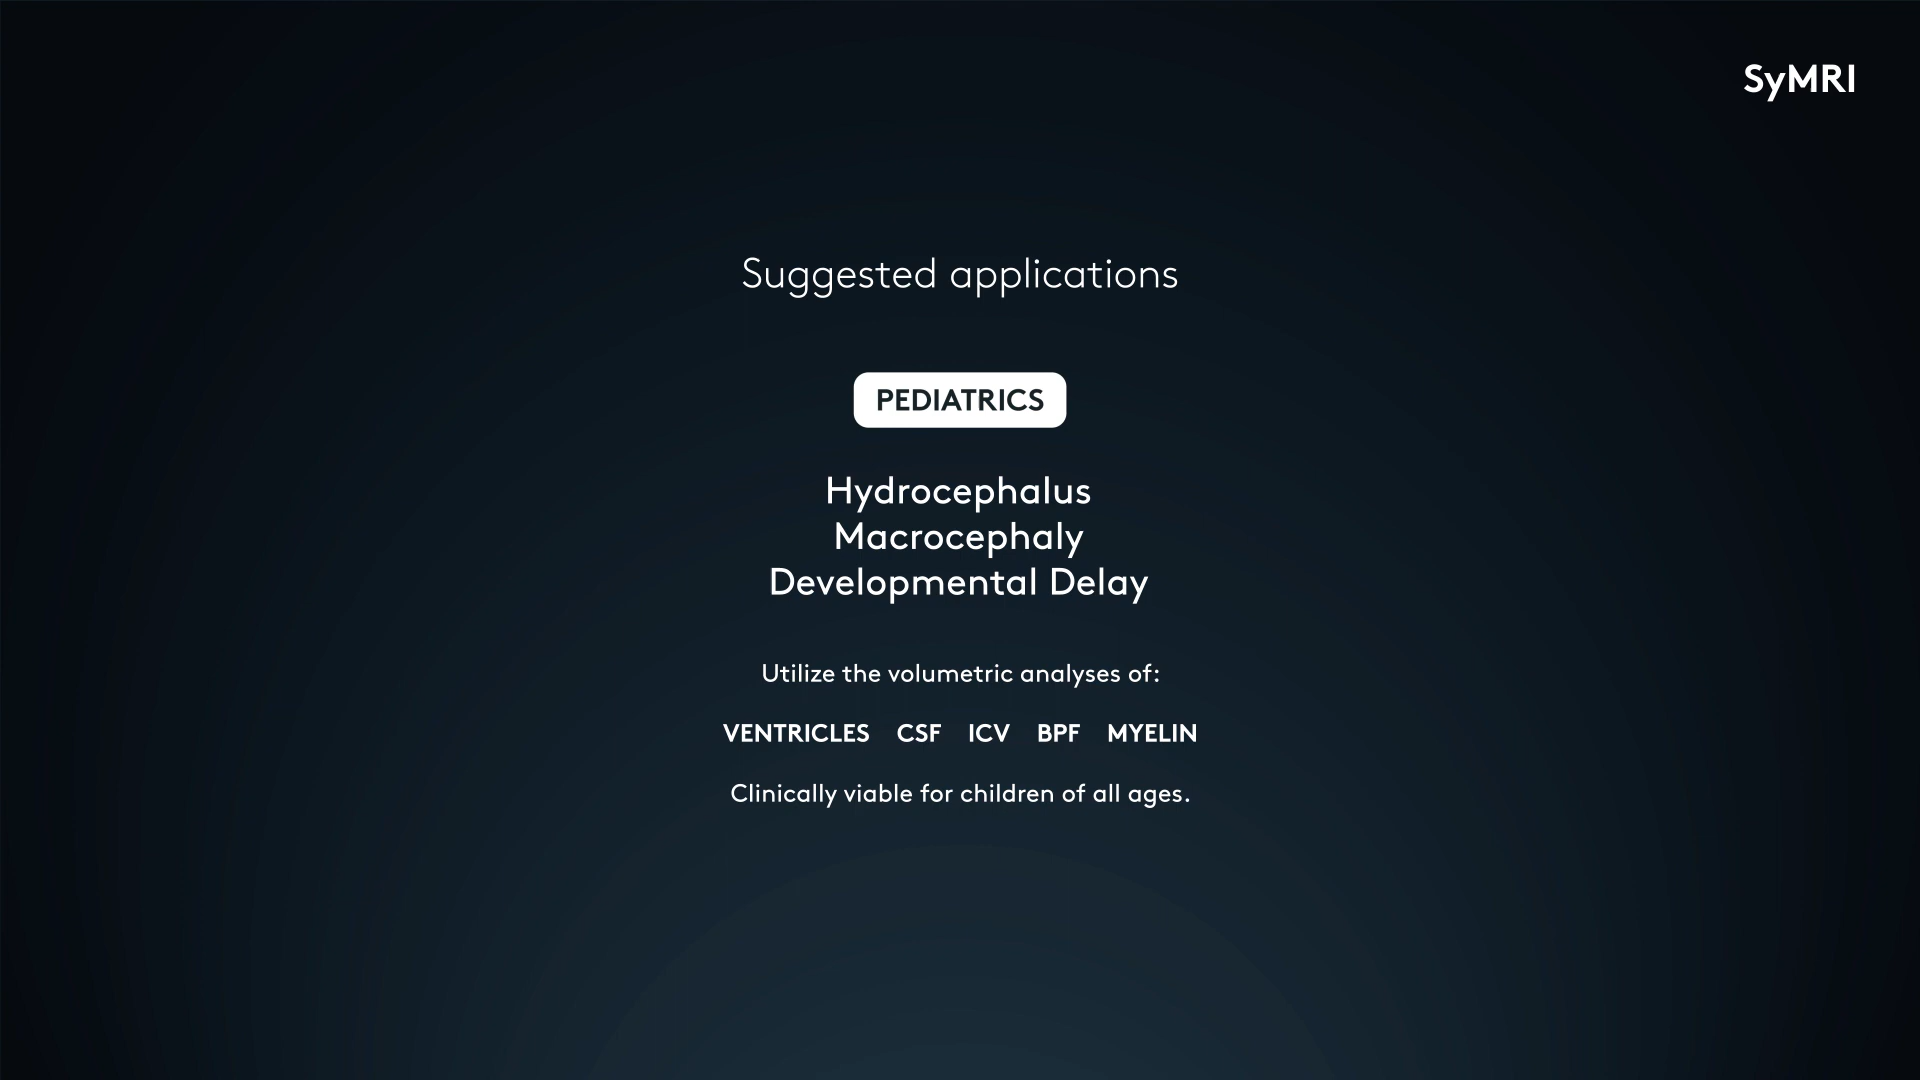 SyMRI
Suggested applications
PEDIATRICS
Hydrocephalus
Macrocephaly
Developmental Delay
Utilize the volumetric analyses of:
VENTRICLES CSF ICV BPF MYELIN
Clinically viable for children of all ages.